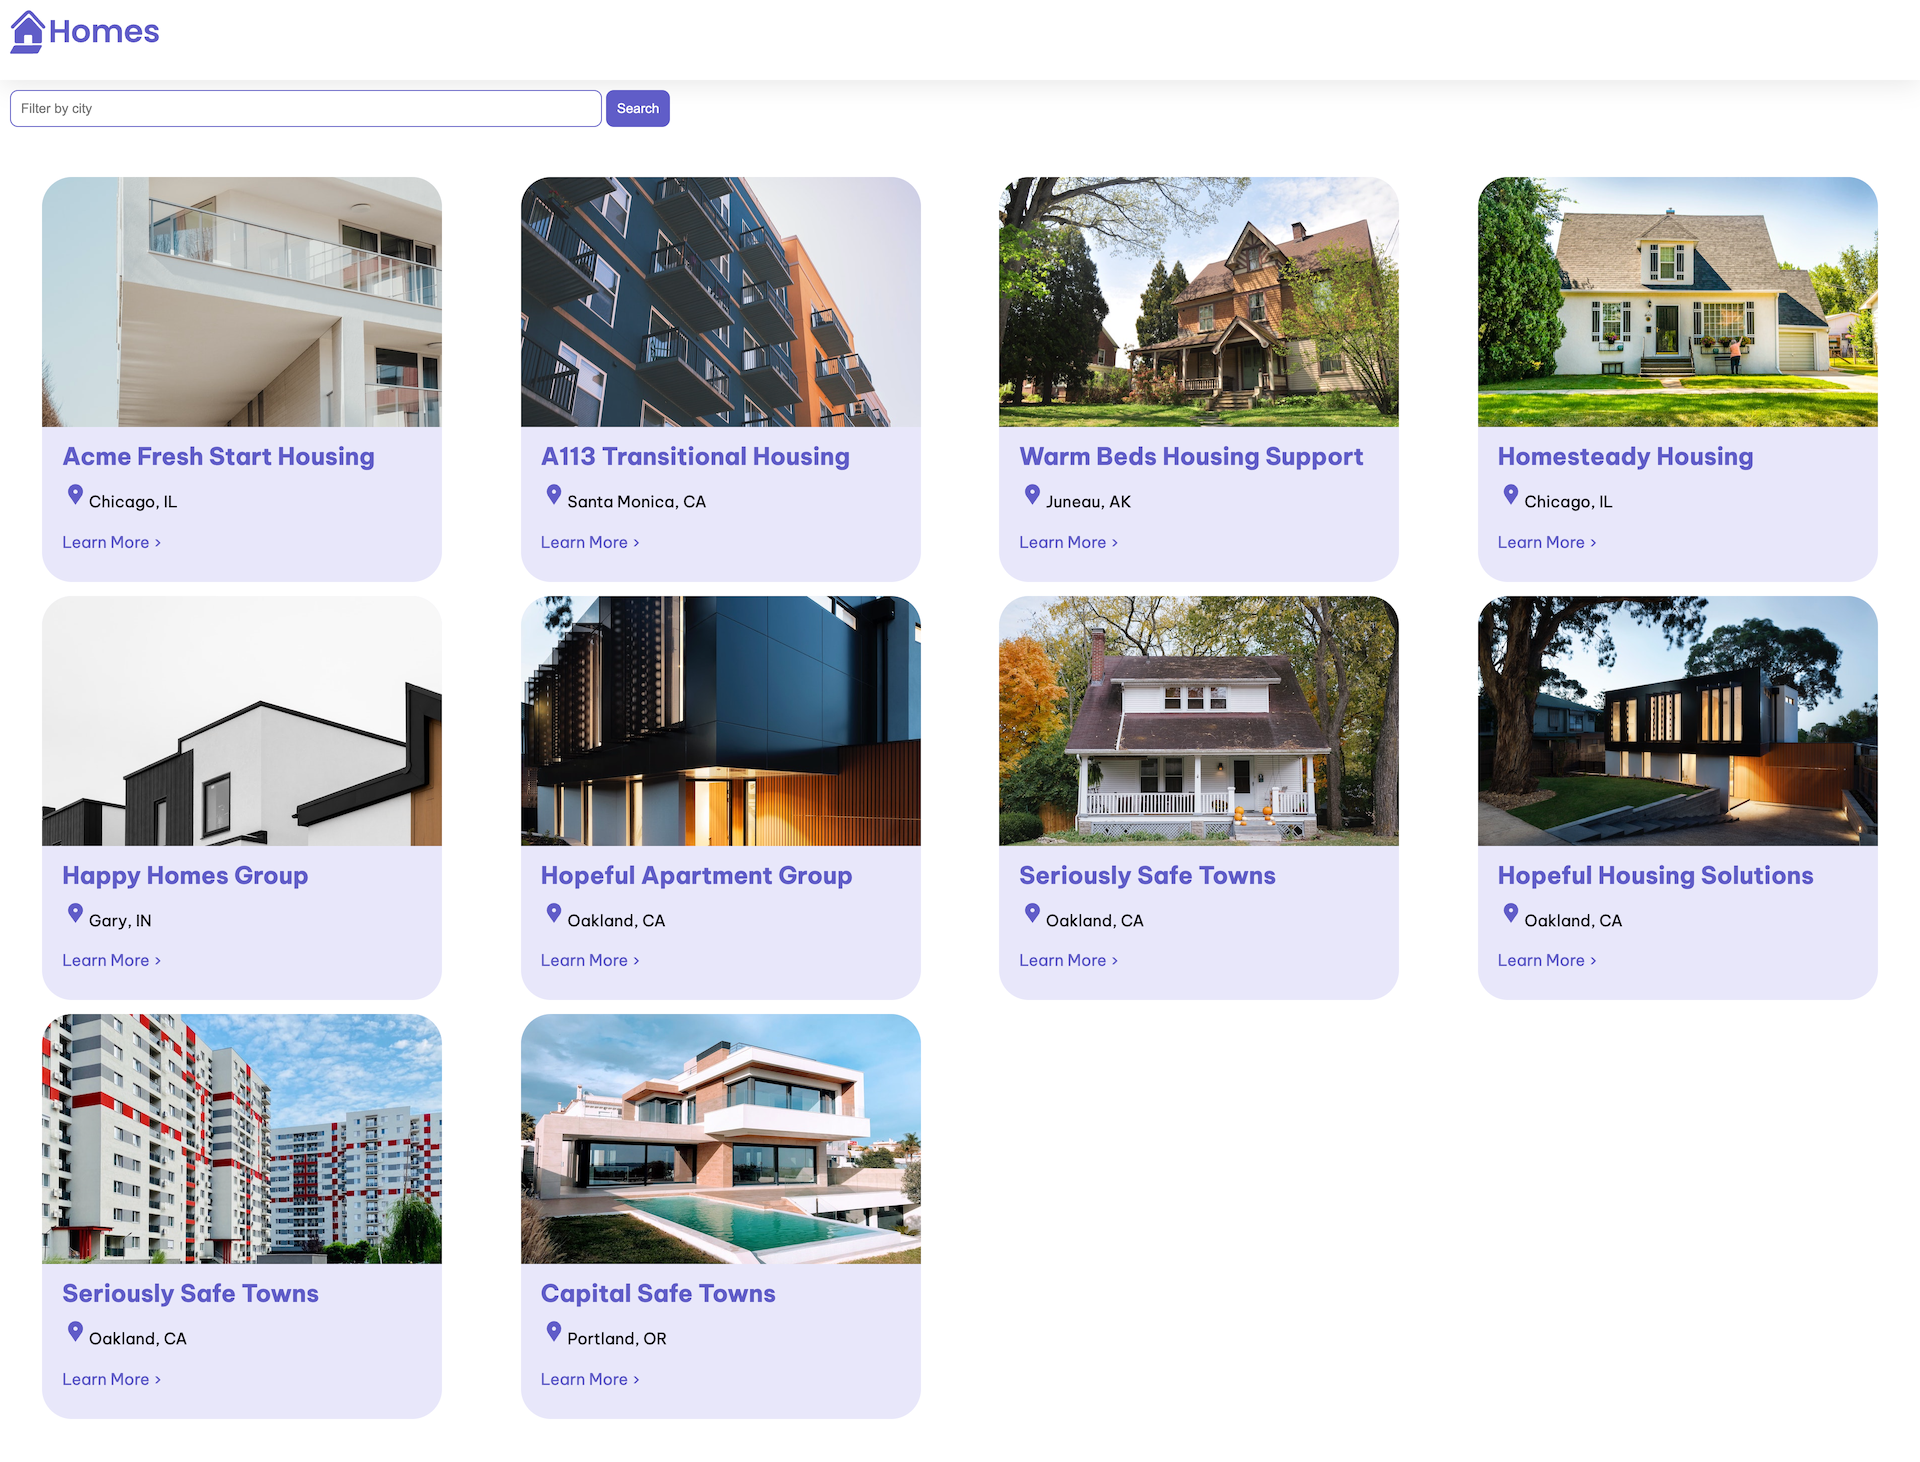 Homes
Filter by city
Search
Acme Fresh Start Housing
Chicago, IL
Learn More >
A113 Transitional Housing
Santa Monica, CA
Learn More >
Warm Beds Housing Support
Juneau, AK
Learn More >
Homesteady Housing
Chicago, IL
Learn More >
Happy Homes Group
Gary, IN
Learn More >
Hopeful Apartment Group
Oakland, CA
Learn More >
Seriously Safe Towns
Oakland, CA
Learn More >
Hopeful Housing Solutions
Oakland, CA
Learn More >
Seriously Safe Towns
Oakland, CA
Learn More >
Capital Safe Towns
Portland, OR
Learn More >